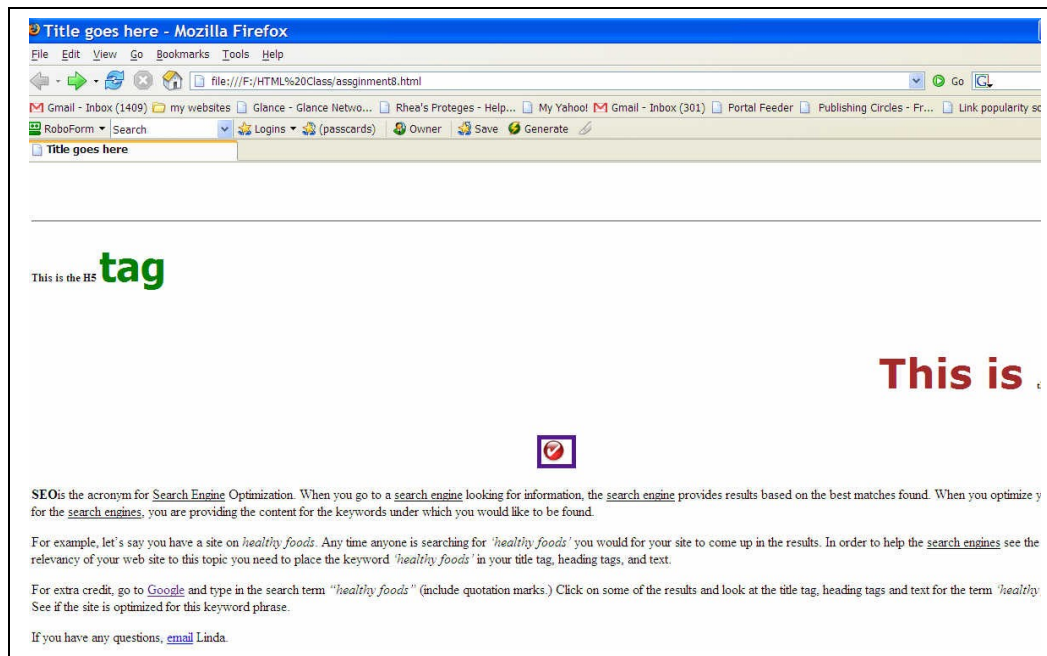 Title goes here - Mozilla Firefox
File Edit View Go Bookmarks Tools Help
file:///F:/HTML%20Class/assginment8.html Go G
Gmail - Inbox (1409) my websites Glance - Glance Netwo... Rhea's Proteges - Help... My Yahoo! Gmail - Inbox (301) Portal Feeder Publishing Circles - Fr... Link popularity sc
RoboForm Search Logins (passcards) Owner Save Generate
Title goes here
This is the H5 tag
This is
SEOis the acronym for Search Engine Optimization. When you go to a search engine looking for information, the search engine provides results based on the best matches found. When you optimize y
for the search engines, you are providing the content for the keywords under which you would like to be found.
For example, let's say you have a site on healthy foods. Any time anyone is searching for 'healthy foods' you would for your site to come up in the results. In order to help the search engines see the
relevancy of your web site to this topic you need to place the keyword 'healthy foods' in your title tag, heading tags, and text.
For extra credit, go to Google and type in the search term "healthy foods" (include quotation marks.) Click on some of the results and look at the title tag, heading tags and text for the term 'healthy
See if the site is optimized for this keyword phrase.
If you have any questions, email Linda.